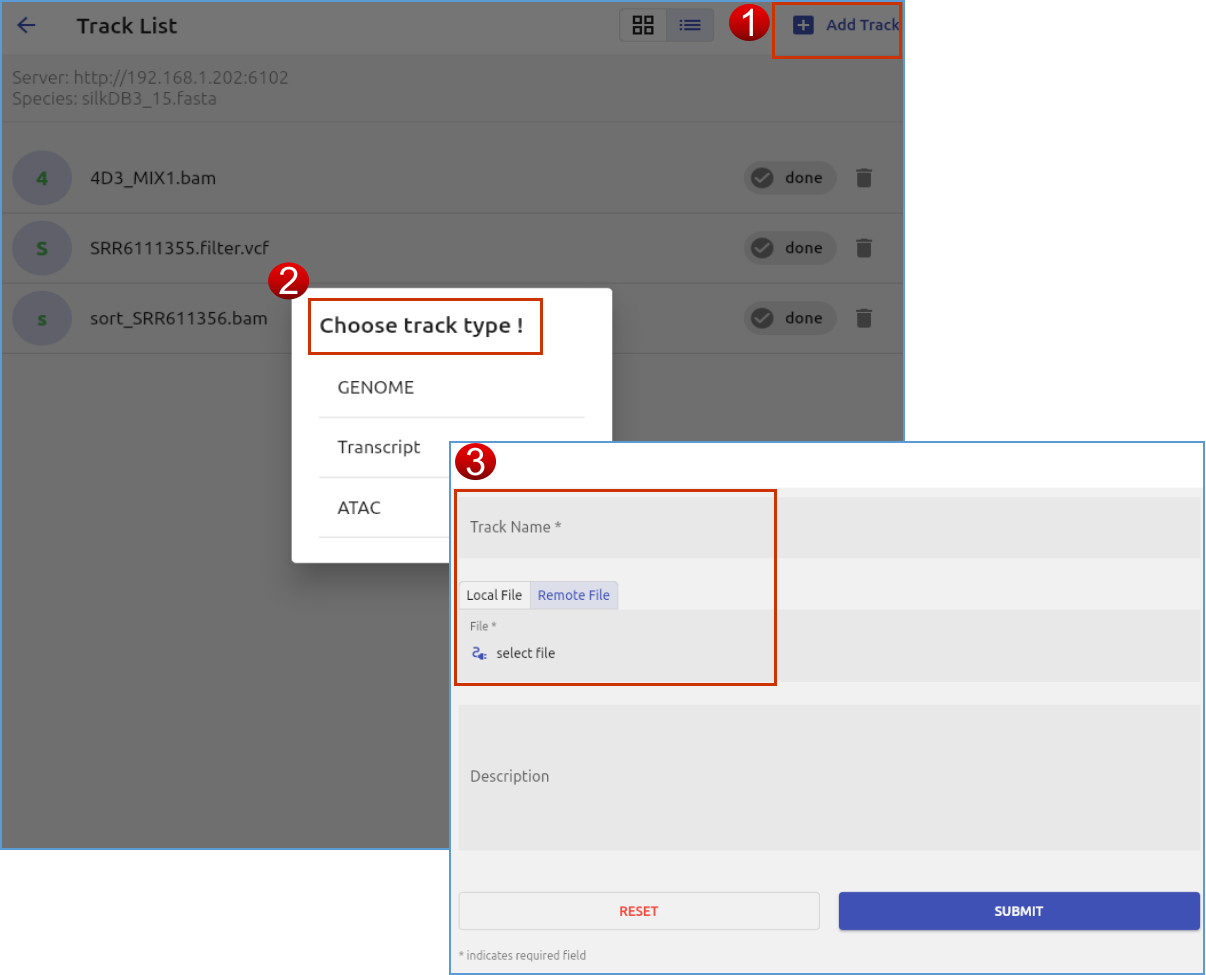 Track List
1
Add Track
Server: http://192.168.1.202:6102
Species: silkDB3_15.fasta
4
4D3_MIX1.bam
done
S
SRR6111355.filter.vcf
done
s
sort_SRR611356.bam
done
2
Choose track type !
GENOME
Transcript
ATAC
3
Track Name *
Local File
Remote File
File *
select file
Description
RESET
SUBMIT
* indicates required field